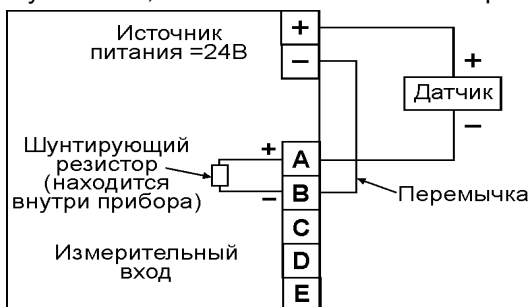 Источник
питания =24В
+
−
+
Датчик
−
Шунтирующий
резистор
(находится
внутри прибора)
+
−
A
B
C
D
E
Перемычка
Измерительный
вход